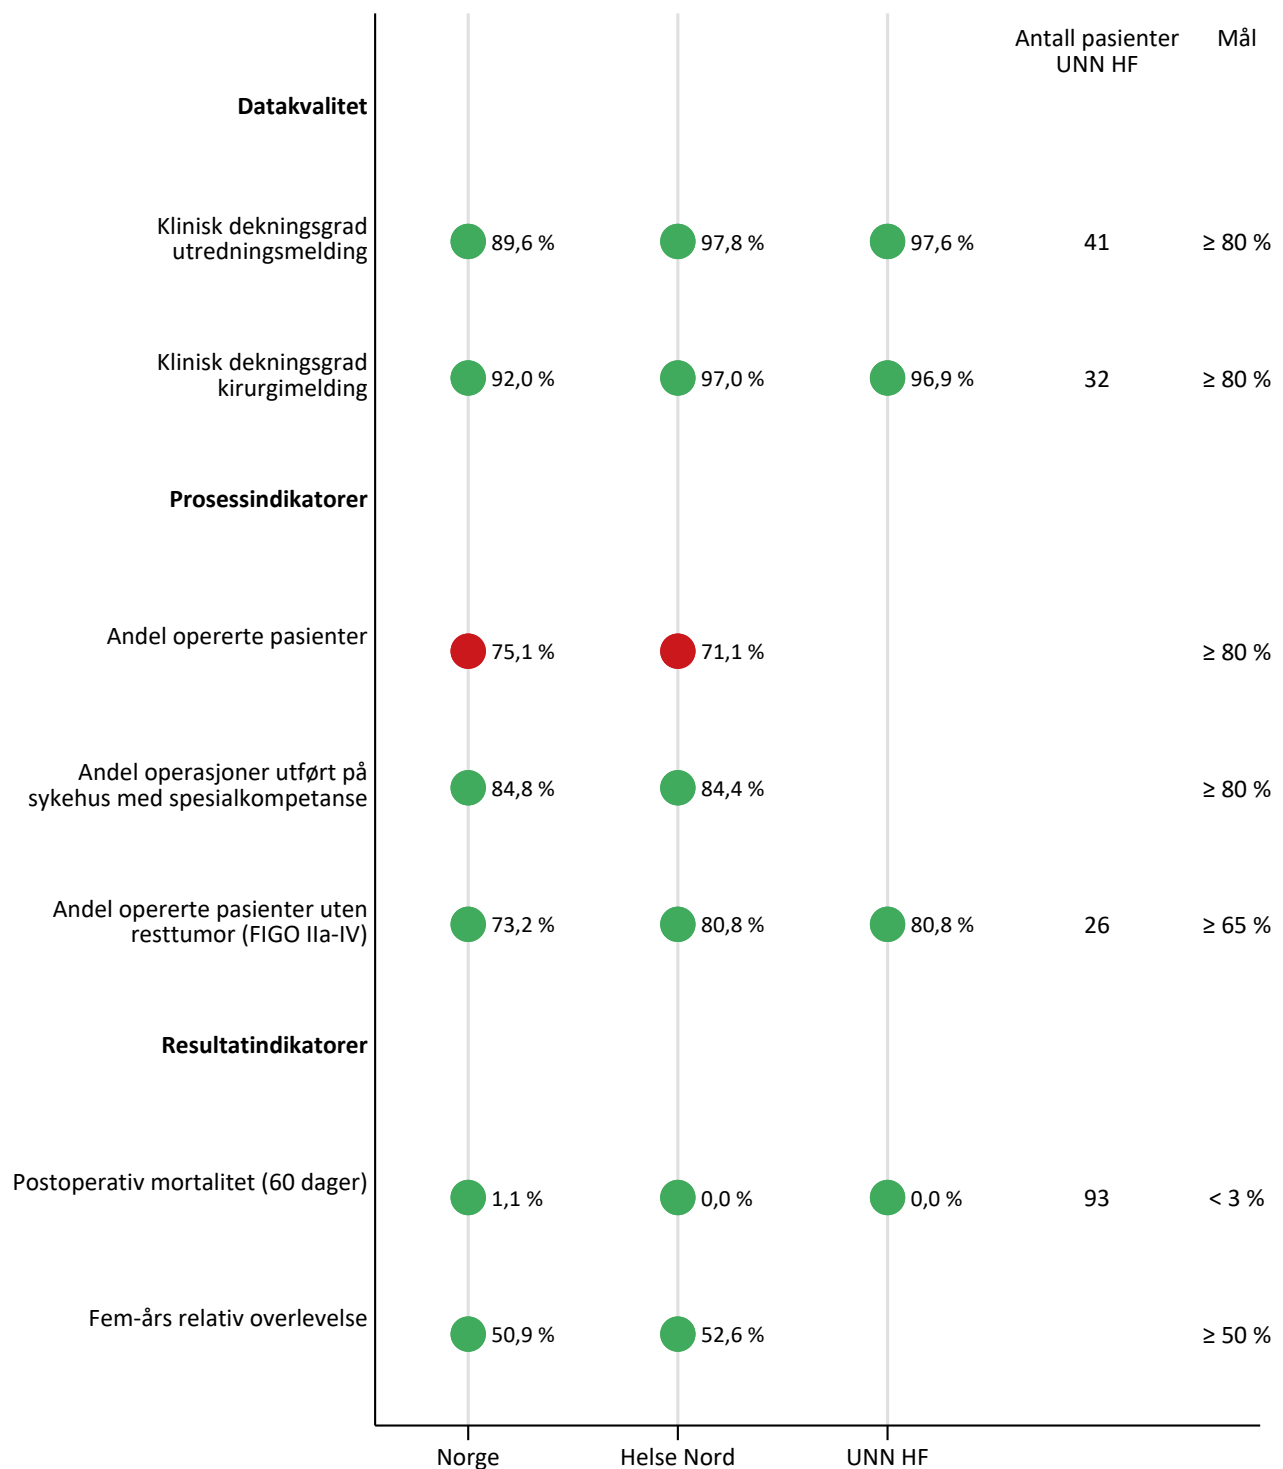 Antall pasienter
UNN HF
Mål
Datakvalitet
Klinisk dekningsgrad
utredningsmelding
89,6 %
97,8 %
97,6 %
41
≥ 80 %
Klinisk dekningsgrad
kirurgimelding
92,0 %
97,0 %
96,9 %
32
≥ 80 %
Prosessindikatorer
Andel opererte pasienter
75,1 %
71,1 %
≥ 80 %
Andel operasjoner utført på
sykehus med spesialkompetanse
84,8 %
84,4 %
≥ 80 %
Andel opererte pasienter uten
resttumor (FIGO IIa-IV)
73,2 %
80,8 %
80,8 %
26
≥ 65 %
Resultatindikatorer
Postoperativ mortalitet (60 dager)
1,1 %
0,0 %
0,0 %
93
< 3 %
Fem-års relativ overlevelse
50,9 %
52,6 %
≥ 50 %
Norge
Helse Nord
UNN HF